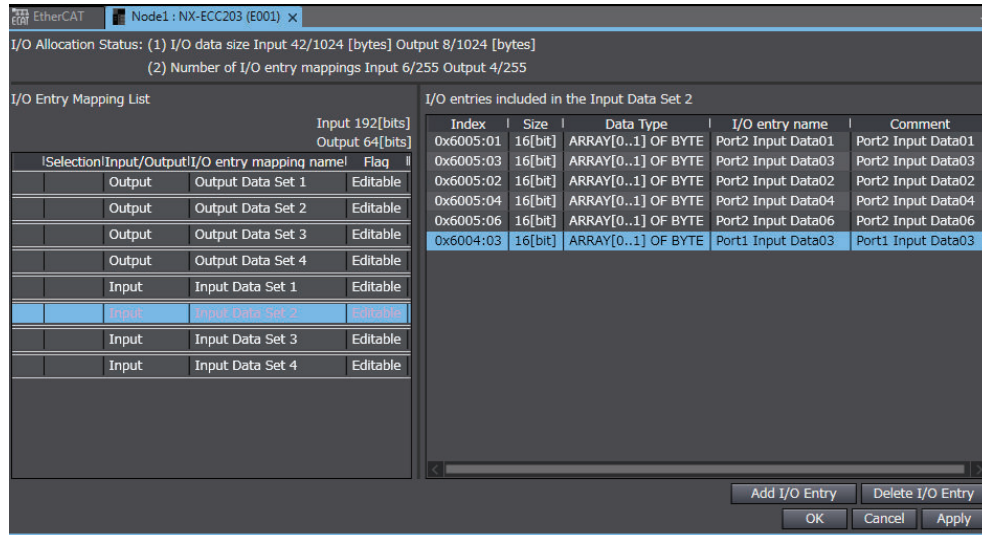 EtherCAT Node1 : NX-ECC203 (E001) ×
I/O Allocation Status: (1) I/O data size Input 42/1024 [bytes] Output 8/1024 [bytes]
(2) Number of I/O entry mappings Input 6/255 Output 4/255
I/O Entry Mapping List
Input 192[bits]
Output 64[bits]
Selection Input/Output I/O entry mapping name Flag
Output Output Data Set 1 Editable
Output Output Data Set 2 Editable
Output Output Data Set 3 Editable
Output Output Data Set 4 Editable
Input Input Data Set 1 Editable
Input Input Data Set 2 Editable
Input Input Data Set 3 Editable
Input Input Data Set 4 Editable
I/O entries included in the Input Data Set 2
Index Size Data Type I/O entry name Comment
0x6005:01 16[bit] ARRAY[0..1] OF BYTE Port2 Input Data01 Port2 Input Data01
0x6005:03 16[bit] ARRAY[0..1] OF BYTE Port2 Input Data03 Port2 Input Data03
0x6005:02 16[bit] ARRAY[0..1] OF BYTE Port2 Input Data02 Port2 Input Data02
0x6005:04 16[bit] ARRAY[0..1] OF BYTE Port2 Input Data04 Port2 Input Data04
0x6005:06 16[bit] ARRAY[0..1] OF BYTE Port2 Input Data06 Port2 Input Data06
0x6004:03 16[bit] ARRAY[0..1] OF BYTE Port1 Input Data03 Port1 Input Data03
Add I/O Entry Delete I/O Entry
OK Cancel Apply